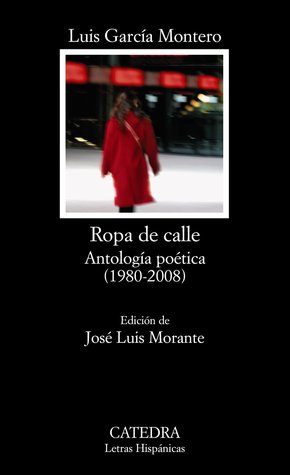 Luis García Montero
Ropa de calle
Antología poética
(1980-2008)
Edición de
José Luis Morante
CATEDRA
Letras Hispánicas